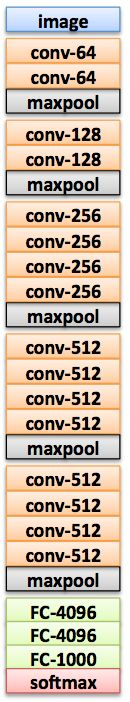 image
conv-64
conv-64
maxpool
conv-128
conv-128
maxpool
conv-256
conv-256
conv-256
conv-256
maxpool
conv-512
conv-512
conv-512
conv-512
maxpool
conv-512
conv-512
conv-512
conv-512
maxpool
FC-4096
FC-4096
FC-1000
softmax